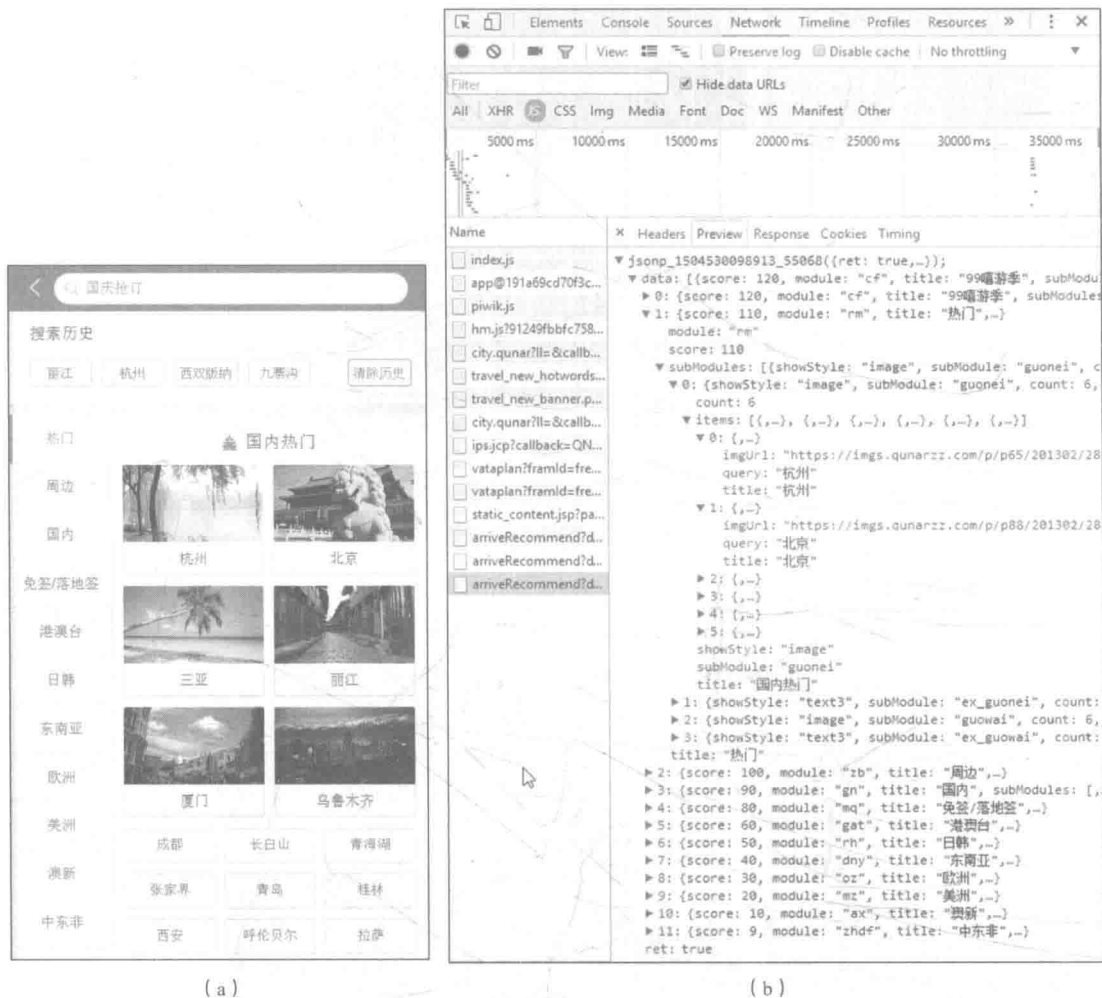 国庆抢订
搜索历史
丽江 杭州 西双版纳 九寨沟 清除历史
热门
周边
国内
免签/落地签
港澳台
日韩
东南亚
欧洲
美洲
澳新
中东非
国内热门
杭州 北京
三亚 丽江
厦门 乌鲁木齐
成都 长白山 青海湖
张家界 青岛 桂林
西安 呼伦贝尔 拉萨
(a)
Elements Console Sources Network Timeline Profiles Resources »
View: Preserve log Disable cache No throttling
Filter Hide data URLs
All XHR JS CSS Img Media Font Doc WS Manifest Other
5000 ms 10000 ms 15000 ms 20000 ms 25000 ms 30000 ms 35000 ms
Name
index.js
app@191a69cd70f3c...
piwik.js
hm.js?91249fbbfc758...
city.qunar?ll=&callb...
travel_new_hotwords...
travel_new_banner.p...
city.qunar?ll=&callb...
ips.jcp?callback=QN...
vataplan?framId=fre...
vataplan?framId=fre...
static_content.jsp?pa...
arriveRecommend?d...
arriveRecommend?d...
arriveRecommend?d...
× Headers Preview Response Cookies Timing
▼jsonp_1504530098913_55068({ret: true,…});
▼data: [{score: 120, module: "cf", title: "99嘻游季", subModu
▶0: {score: 120, module: "cf", title: "99嘻游季", subModules
▼1: {score: 110, module: "rm", title: "热门",…}
module: "rm"
score: 110
▼subModules: [{showStyle: "image", subModule: "guonei", c
▼0: {showStyle: "image", subModule: "guonei", count: 6,
count: 6
▼items: [{,…}, {,…}, {,…}, {,…}, {,…}, {,…}]
▼0: {,…}
imgUrl: "https://imgs.qunarzz.com/p/p65/201302/28
query: "杭州"
title: "杭州"
▼1: {,…}
imgUrl: "https://imgs.qunarzz.com/p/p88/201302/28
query: "北京"
title: "北京"
▶2: {,…}
▶3: {,…}
▶4: {,…}
▶5: {,…}
showStyle: "image"
subModule: "guonei"
title: "国内热门"
▶1: {showStyle: "text3", subModule: "ex_guonei", count:
▶2: {showStyle: "image", subModule: "guowai", count: 6,
▶3: {showStyle: "text3", subModule: "ex_guowai", count:
title: "热门"
▶2: {score: 100, module: "zb", title: "周边",…}
▶3: {score: 90, module: "gn", title: "国内", subModules: [,
▶4: {score: 80, module: "mq", title: "免签/落地签",…}
▶5: {score: 60, module: "gat", title: "港澳台",…}
▶6: {score: 50, module: "rh", title: "日韩",…}
▶7: {score: 40, module: "dny", title: "东南亚",…}
▶8: {score: 30, module: "oz", title: "欧洲",…}
▶9: {score: 20, module: "mz", title: "美洲",…}
▶10: {score: 10, module: "ax", title: "澳新",…}
▶11: {score: 9, module: "zhdf", title: "中东非",…}
ret: true
(b)